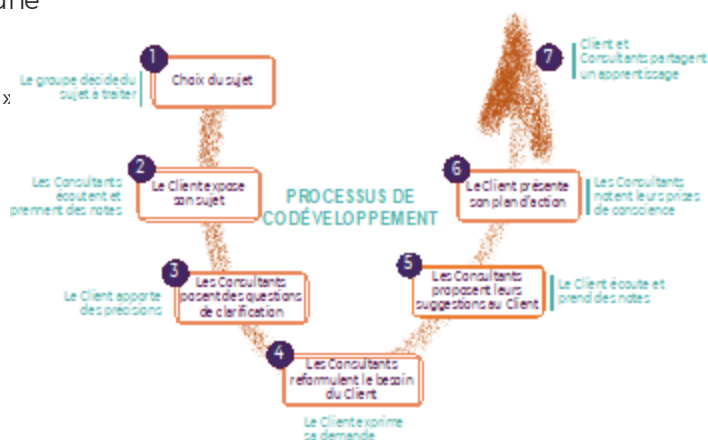 une
1
Choix du sujet
Le groupe décide du
sujet à traiter
2
Le Client expose
son sujet
Les Consultants
écoutent et
prennent des notes
PROCESSUS DE
CODÉVELOPPEMENT
3
Les Consultants
posent des questions
de clarification
Le Client apporte
des précisions
4
Les Consultants
reformulent le besoin
du Client
Le Client exprime
sa demande
5
Les Consultants
proposent leurs
suggestions au Client
Le Client écoute et
prend des notes
6
Le Client présente
son plan d'action
Les Consultants
notent leurs prises
de conscience
7
Client et
Consultants partagent
un apprentissage